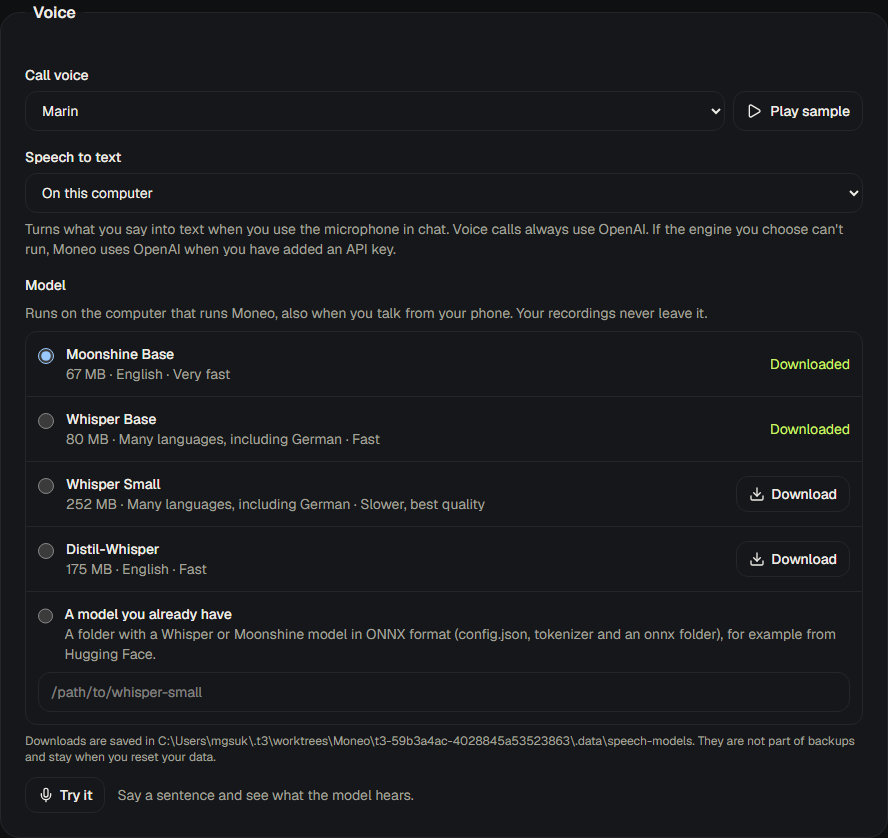 Voice
Call voice
Marin
Play sample
Speech to text
On this computer
Turns what you say into text when you use the microphone in chat. Voice calls always use OpenAI. If the engine you choose can't
run, Moneo uses OpenAI when you have added an API key.
Model
Runs on the computer that runs Moneo, also when you talk from your phone. Your recordings never leave it.
Moonshine Base
67 MB · English · Very fast
Downloaded
Whisper Base
80 MB · Many languages, including German · Fast
Downloaded
Whisper Small
252 MB · Many languages, including German · Slower, best quality
Download
Distil-Whisper
175 MB · English · Fast
Download
A model you already have
A folder with a Whisper or Moonshine model in ONNX format (config.json, tokenizer and an onnx folder), for example from
Hugging Face.
/path/to/whisper-small
Downloads are saved in C:\Users\mgsuk\.t3\worktrees\Moneo\t3-59b3a4ac-4028845a53523863\.data\speech-models. They are not part of backups
and stay when you reset your data.
Try it
Say a sentence and see what the model hears.